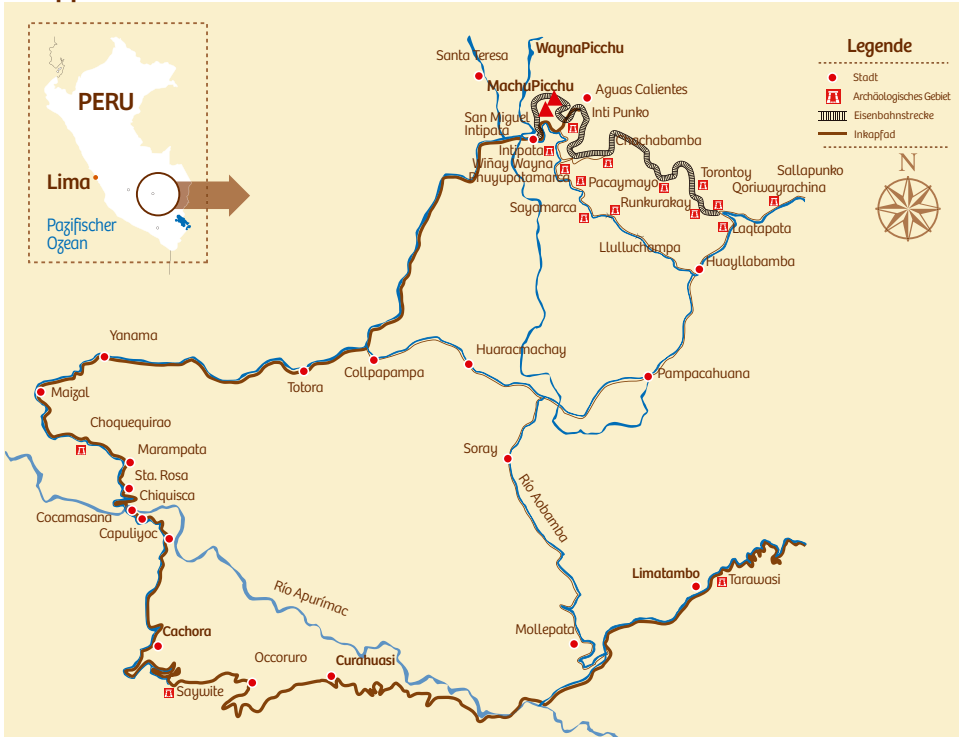 PERU
Lima
Pazifischer
Ozean
Santa Teresa
WaynaPicchu
MachuPicchu
Aguas Calientes
San Miguel
Inti Punko
Intipata
Chachabamba
Intipata
Wiñay Wayna
Phuyupatamarca
Pacaymayo
Torontoy
Sallapunko
Qoriwayrachina
Sayamarca
Runkurakay
Laqtapata
Llulluchampa
Huayllabamba
Legende
Stadt
Archäologisches Gebiet
Eisenbahnstrecke
Inkapfad
N
Yanama
Totora
Collpapampa
Huaracmachay
Pampacahuana
Maizal
Choquequirao
Marampata
Sta. Rosa
Chiquisca
Cocamasana
Capuliyoc
Soray
Río Aobamba
Río Apurímac
Limatambo
Tarawasi
Mollepata
Cachora
Occoruro
Curahuasi
Saywite